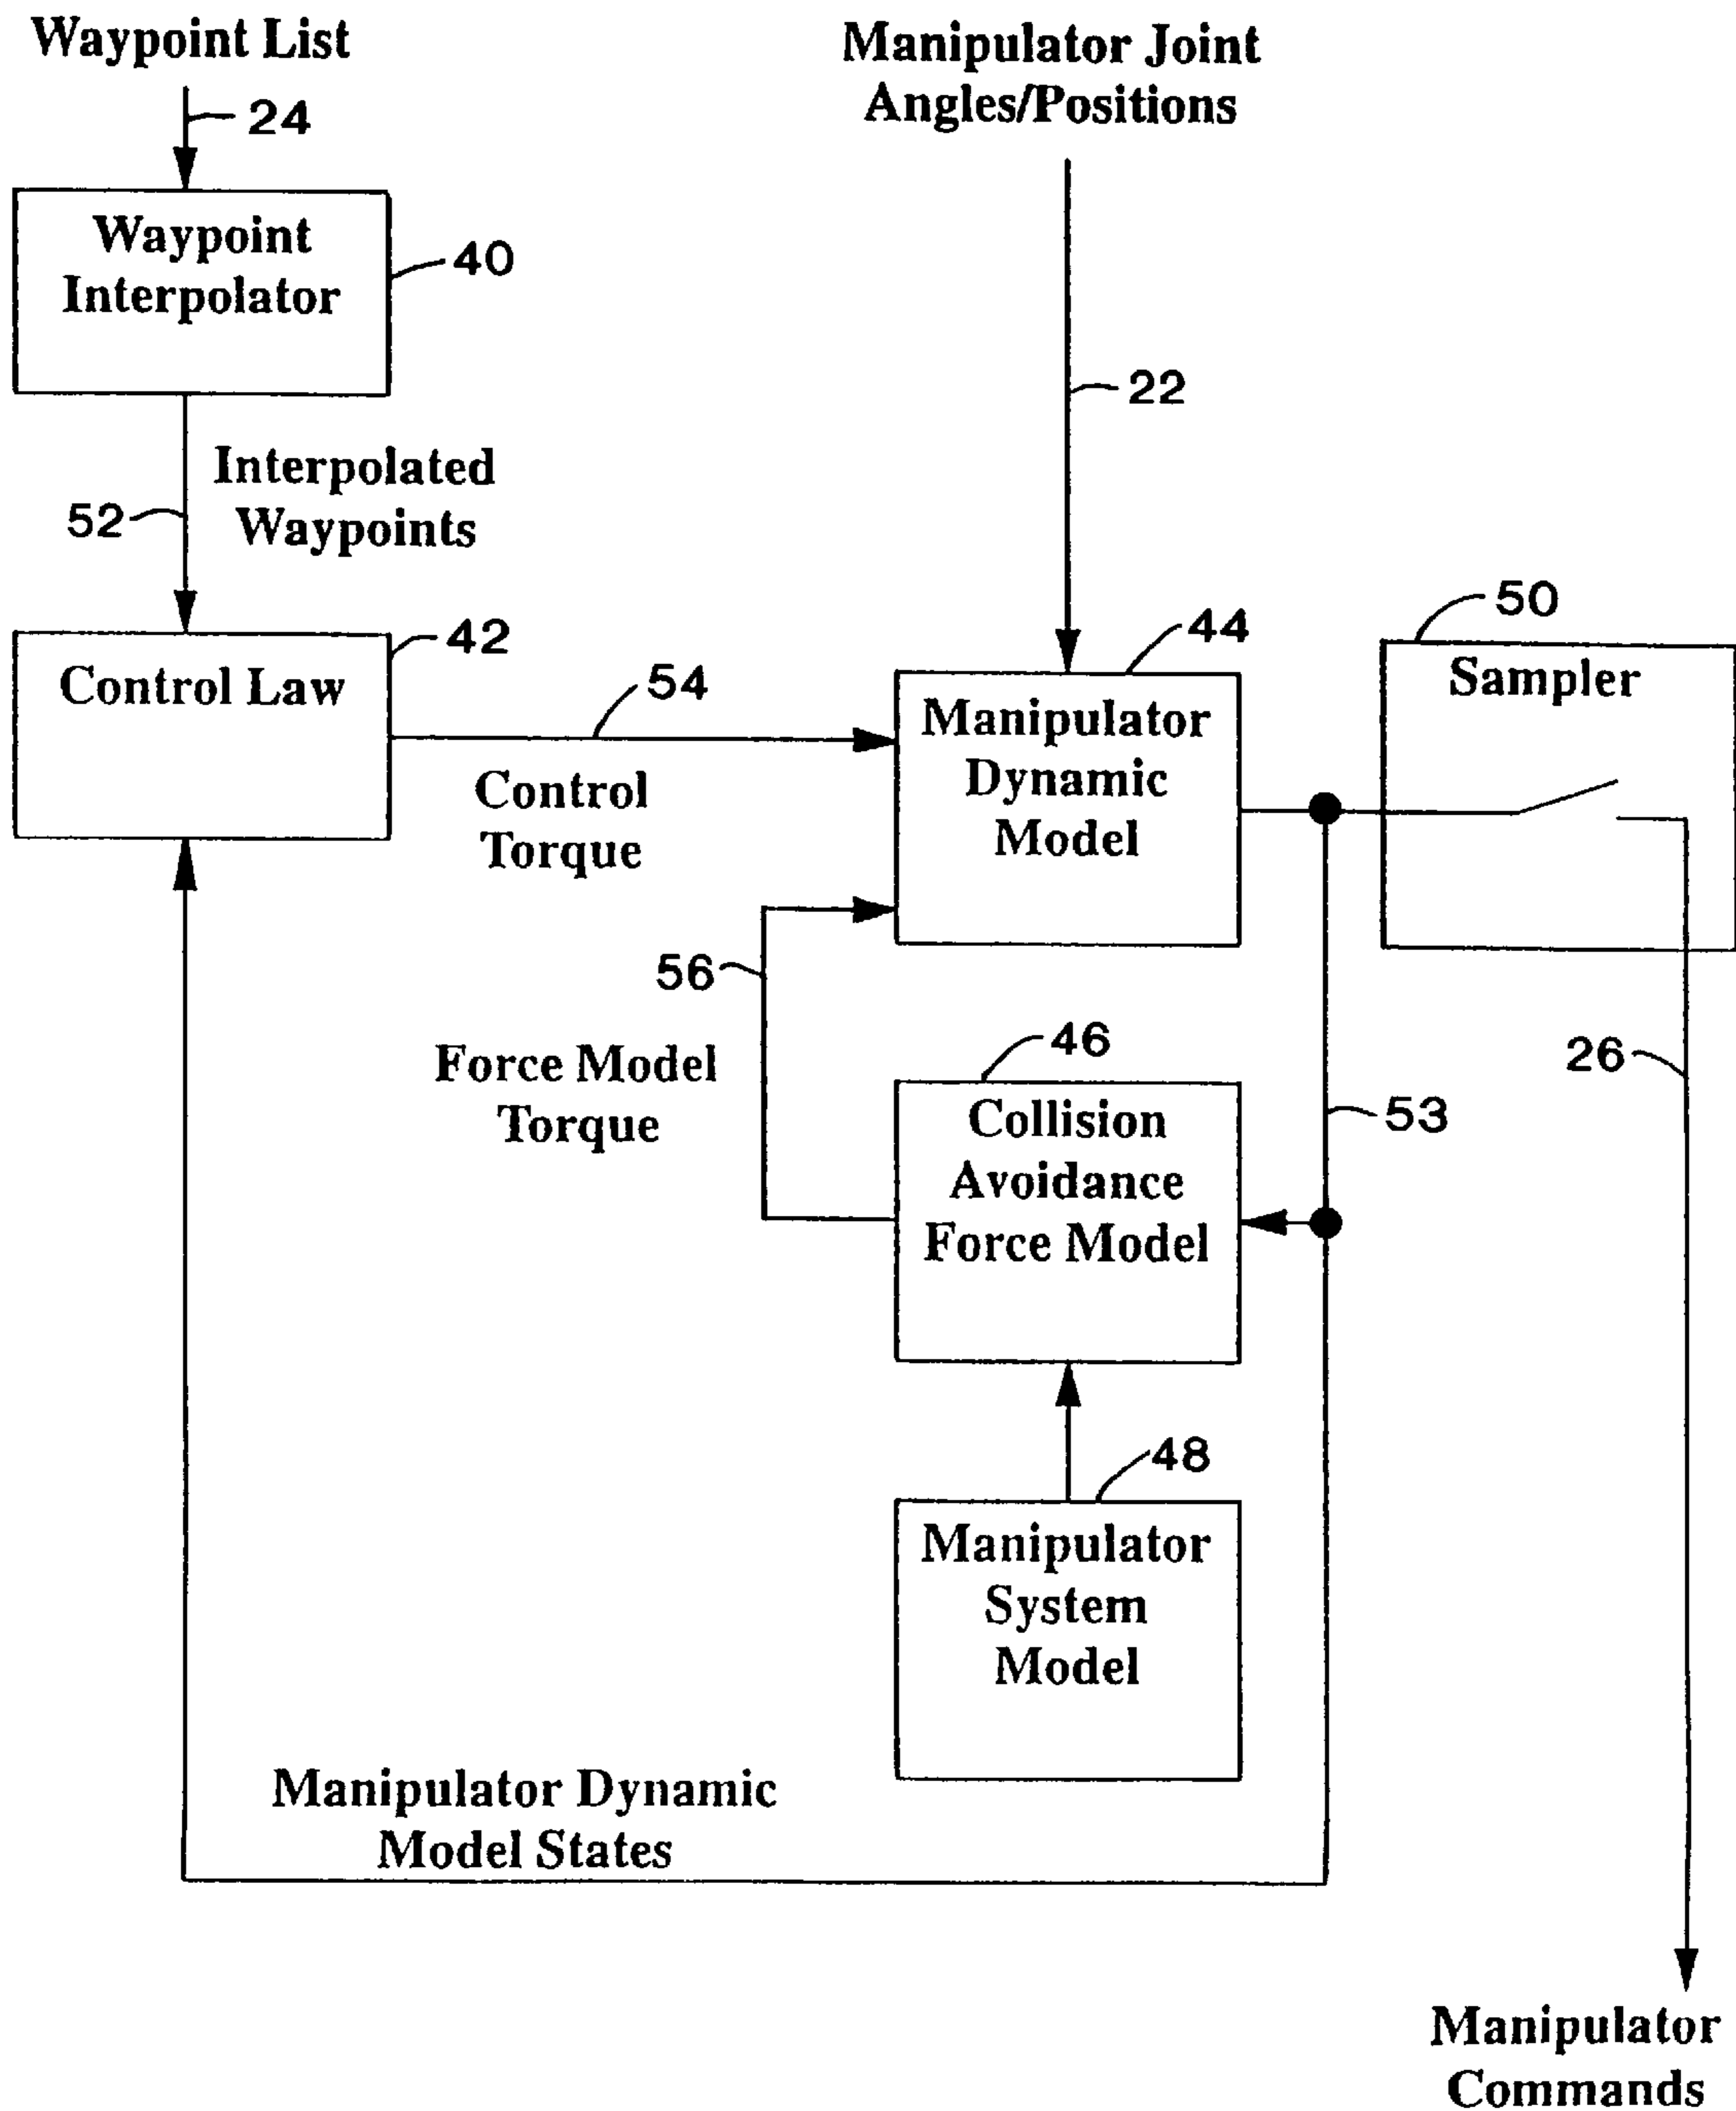 Waypoint List
24
Manipulator Joint
Angles/Positions
Waypoint
Interpolator
40
22
Interpolated
Waypoints
52
Control Law
42
54
Control
Torque
44
Manipulator
Dynamic
Model
50
Sampler
56
Force Model
Torque
46
Collision
Avoidance
Force Model
53
26
48
Manipulator
System
Model
Manipulator Dynamic
Model States
Manipulator
Commands